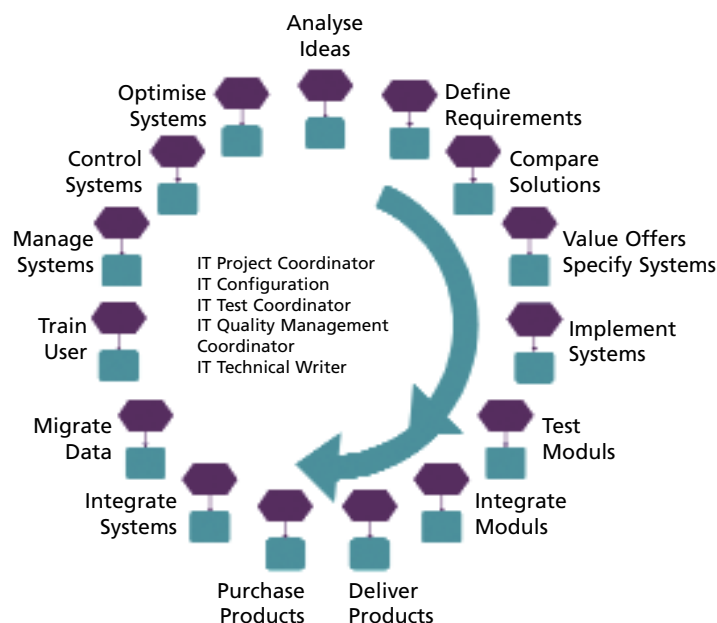 Analyse
Ideas
Define
Requirements
Compare
Solutions
Value Offers
Specify Systems
Implement
Systems
Test
Moduls
Integrate
Moduls
Deliver
Products
Purchase
Products
Integrate
Systems
Migrate
Data
Train
User
Manage
Systems
Control
Systems
Optimise
Systems
IT Project Coordinator
IT Configuration
IT Test Coordinator
IT Quality Management
Coordinator
IT Technical Writer